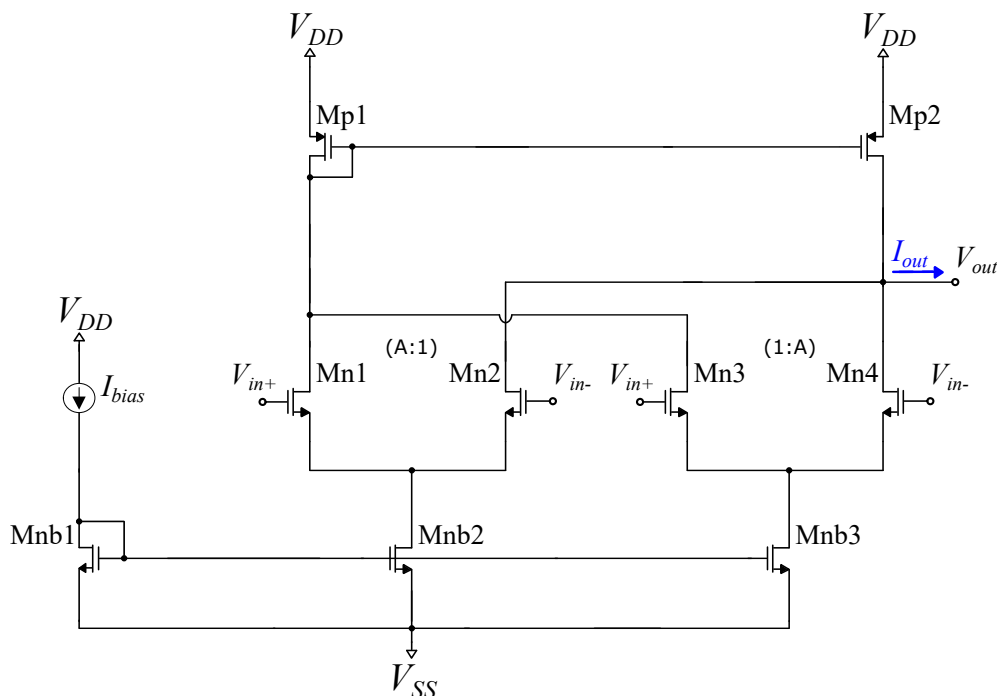 V_DD
V_DD
Mp1
Mp2
I_out
V_out
V_DD
(A:1)
(1:A)
I_bias
V_in+
Mn1
Mn2
V_in-
V_in+
Mn3
Mn4
V_in-
Mnb1
Mnb2
Mnb3
V_SS